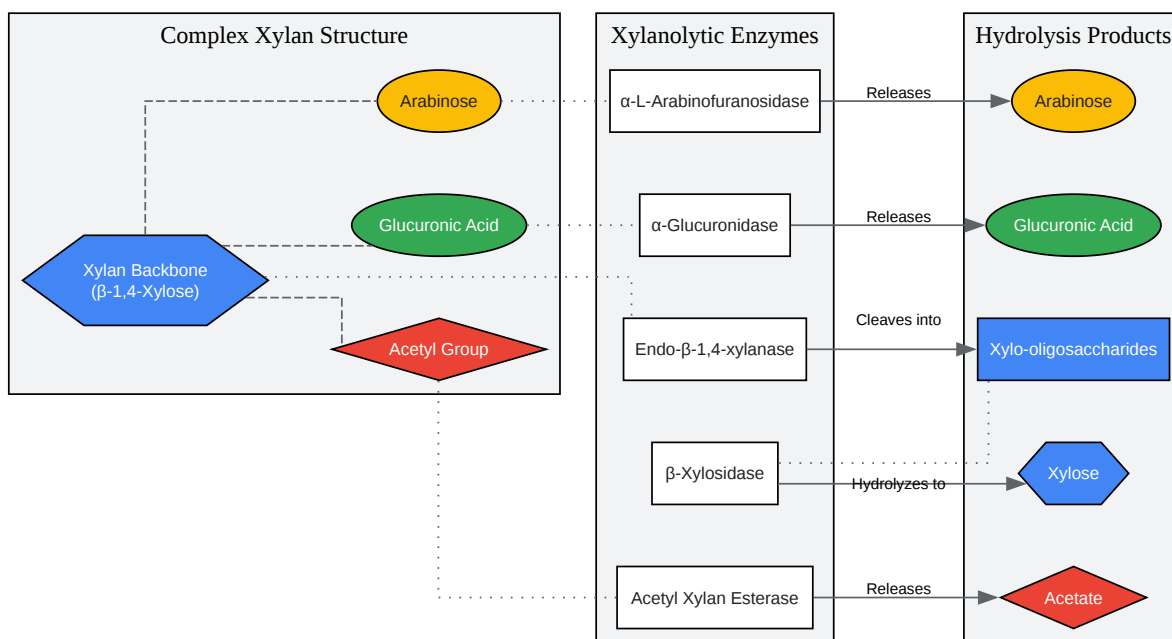 Complex Xylan Structure
Xylanolytic Enzymes
Hydrolysis Products
Arabinose
α-L-Arabinofuranosidase
Releases
Arabinose
Glucuronic Acid
α-Glucuronidase
Releases
Glucuronic Acid
Xylan Backbone
(β-1,4-Xylose)
Acetyl Group
Endo-β-1,4-xylanase
Cleaves into
Xylo-oligosaccharides
β-Xylosidase
Hydrolyzes to
Xylose
Acetyl Xylan Esterase
Releases
Acetate